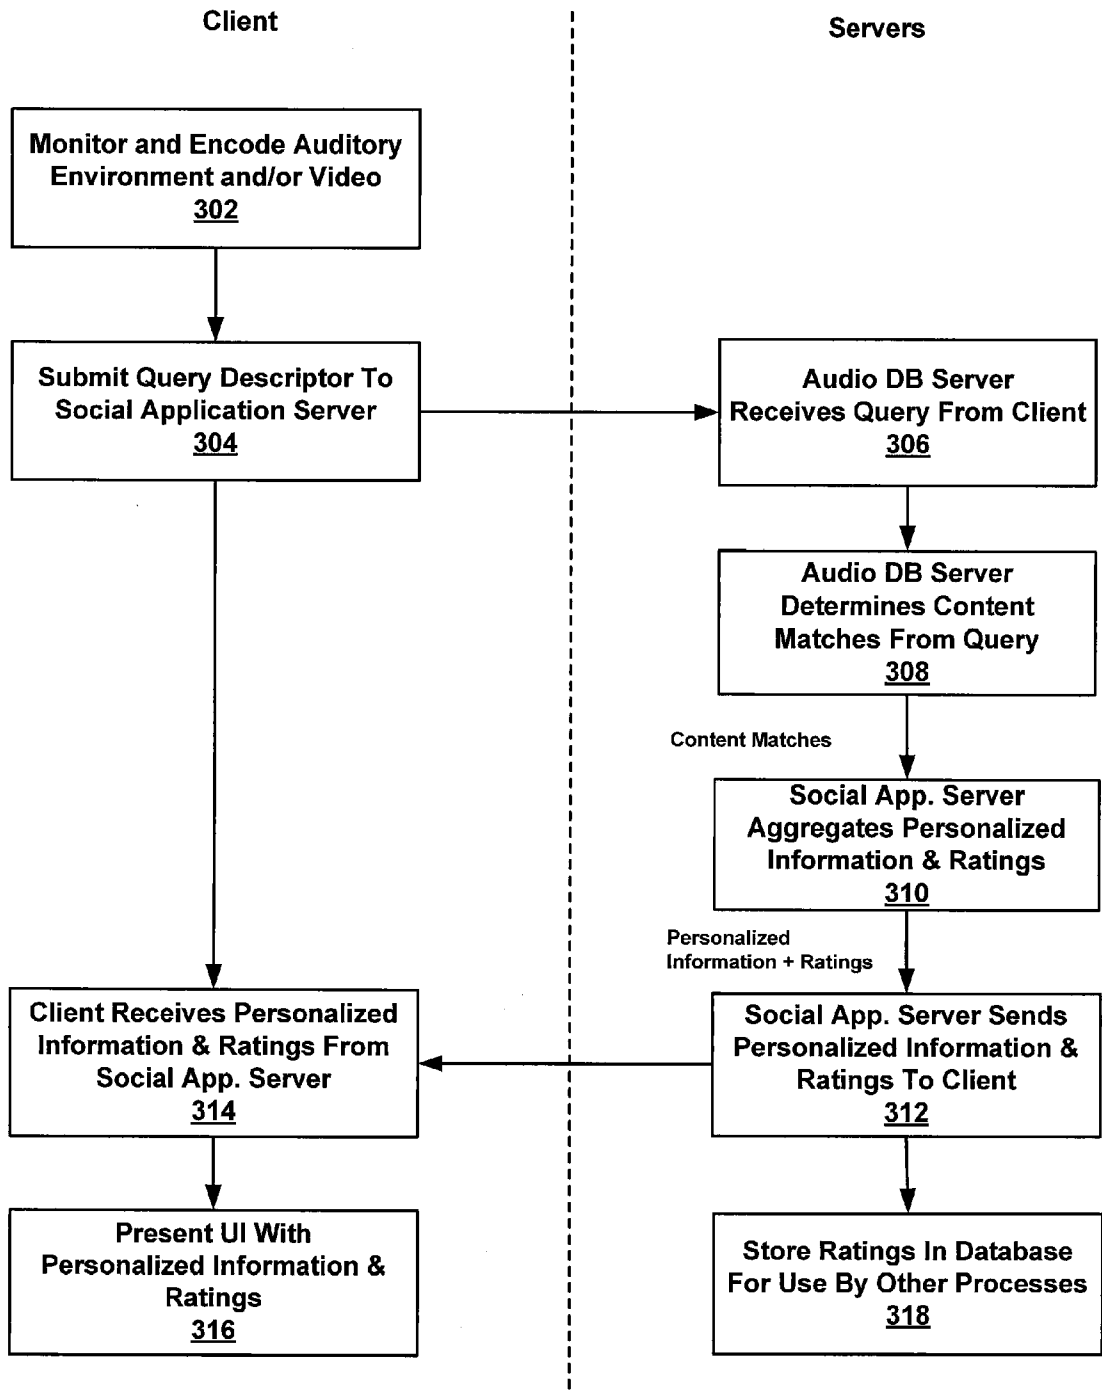 Client
Servers
Monitor and Encode Auditory
Environment and/or Video
302
Submit Query Descriptor To
Social Application Server
304
Audio DB Server
Receives Query From Client
306
Audio DB Server
Determines Content
Matches From Query
308
Content Matches
Social App. Server
Aggregates Personalized
Information & Ratings
310
Personalized
Information + Ratings
Client Receives Personalized
Information & Ratings From
Social App. Server
314
Social App. Server Sends
Personalized Information &
Ratings To Client
312
Present UI With
Personalized Information &
Ratings
316
Store Ratings In Database
For Use By Other Processes
318